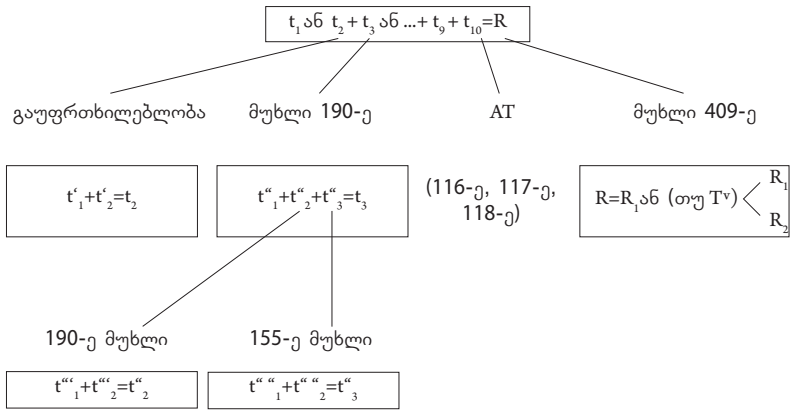 t₁ ან t₂ + t₃ ან ...+ t₉ + t₁₀=R
გაუფრთხილებლობა მუხლი 190-ე AT მუხლი 409-ე
t‘₁+t‘₂=t₂
t“₁+t“₂+t“₃=t₃
(116-ე, 117-ე,
118-ე)
R=R₁ან (თუ Tᵛ) R₁
R₂
190-ე მუხლი 155-ე მუხლი
t“‘₁+t“‘₂=t“₂
t“ “₁+t“ “₂=t“₃